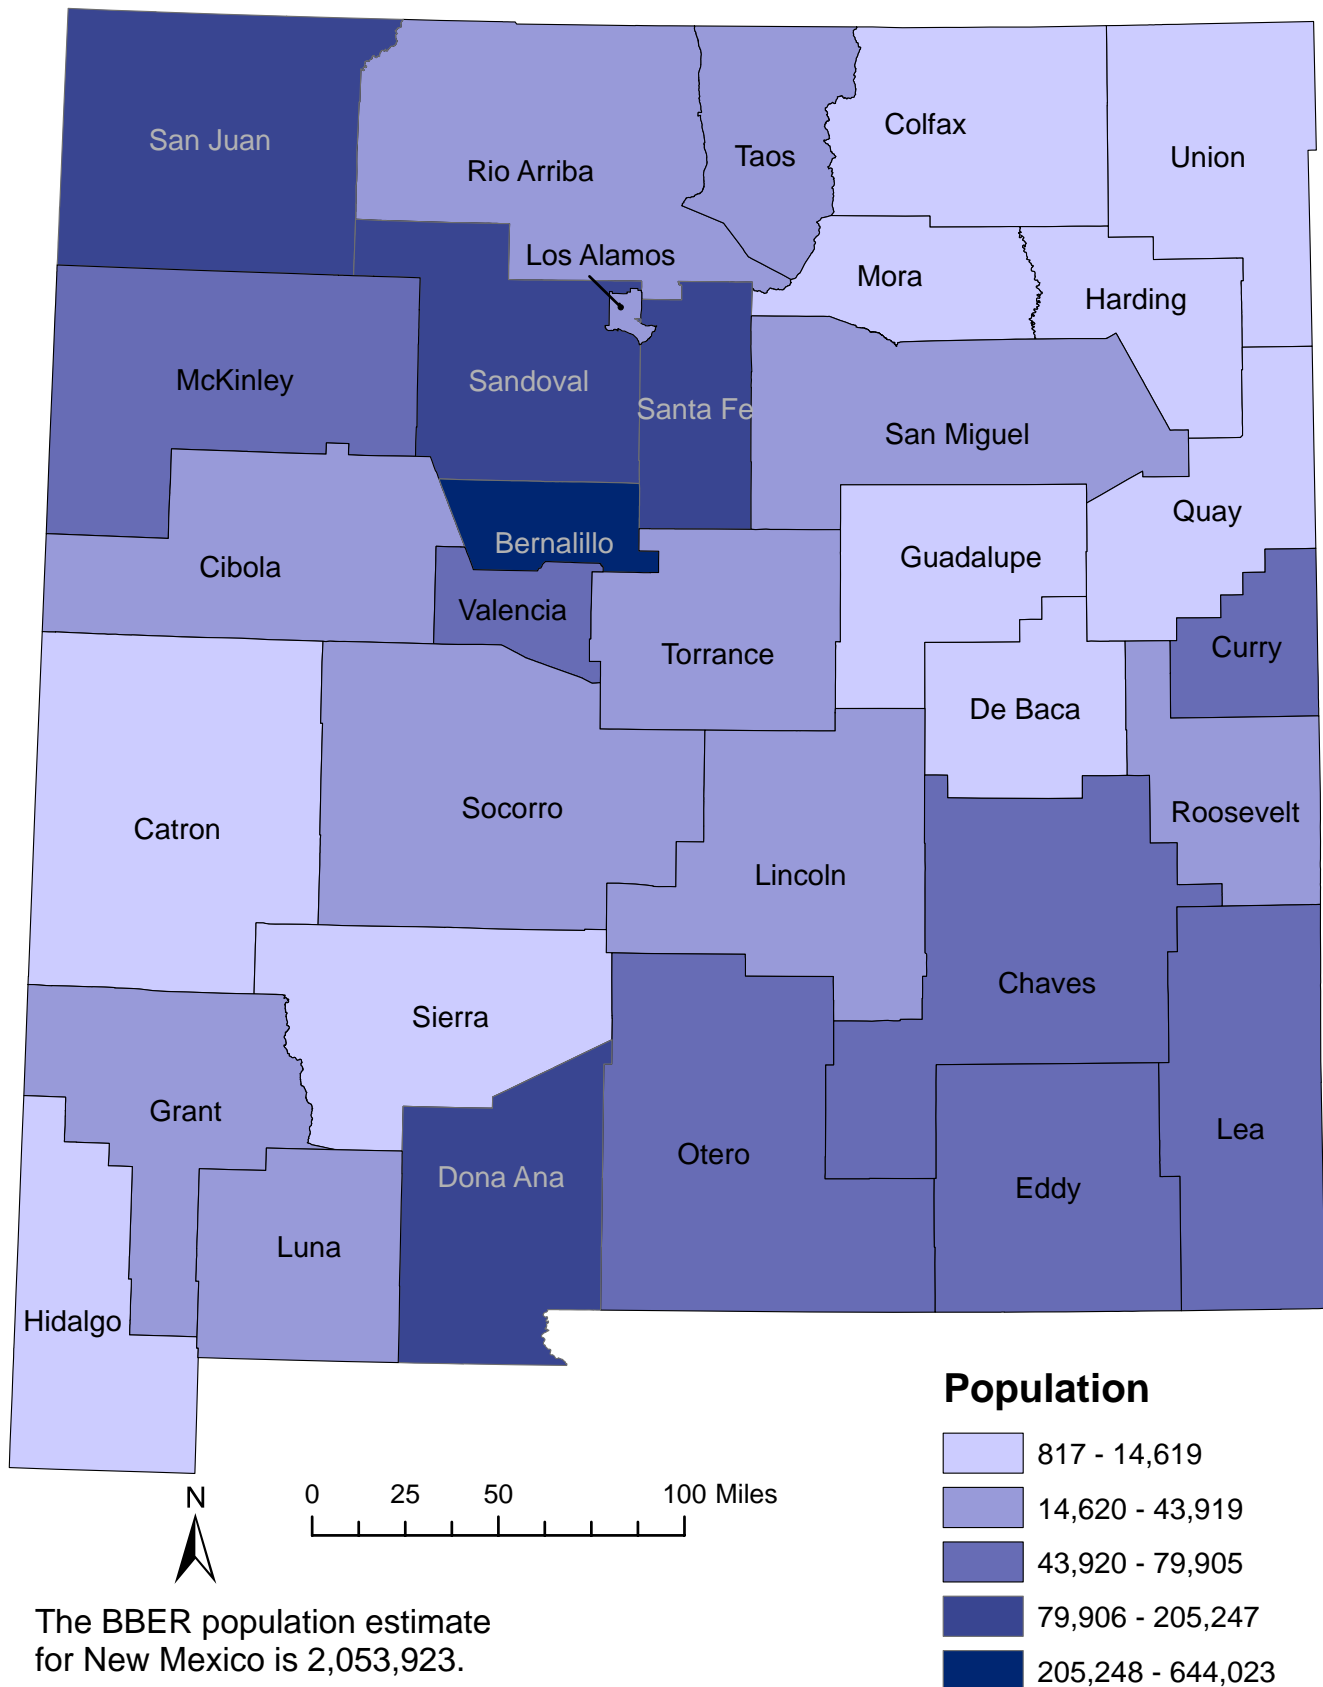 San Juan
Rio Arriba
Taos
Colfax
Union
Los Alamos
Mora
Harding
McKinley
Sandoval
Santa Fe
San Miguel
Quay
Cibola
Bernalillo
Guadalupe
Valencia
Torrance
Curry
De Baca
Catron
Socorro
Roosevelt
Lincoln
Chaves
Sierra
Grant
Otero
Lea
Dona Ana
Eddy
Luna
Hidalgo
Population
817 - 14,619
14,620 - 43,919
43,920 - 79,905
79,906 - 205,247
205,248 - 644,023
N
0 25 50 100 Miles
The BBER population estimate
for New Mexico is 2,053,923.